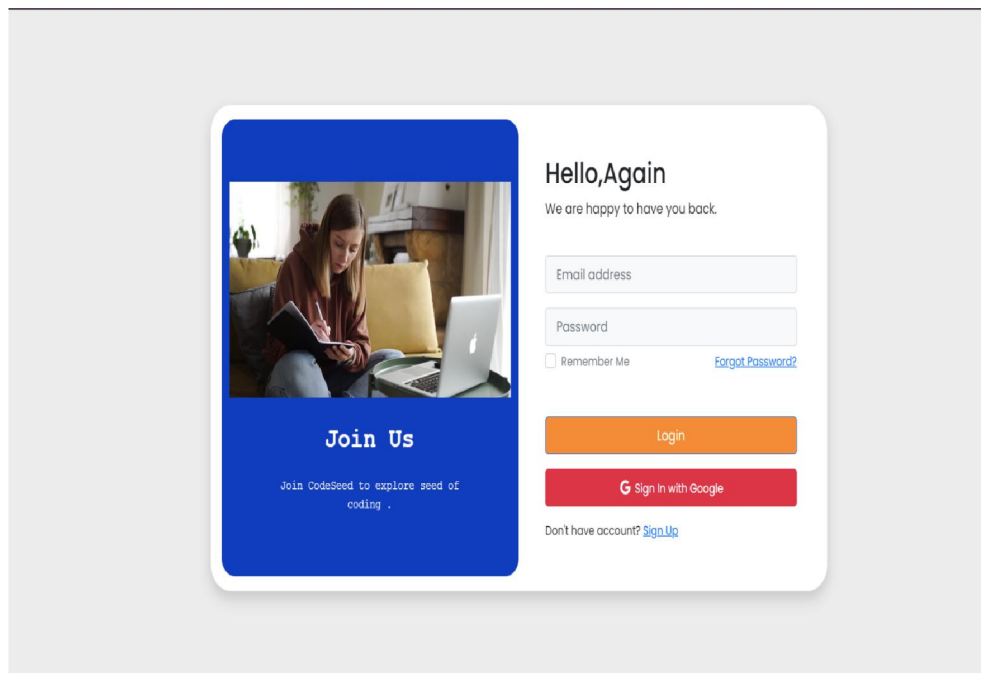 Join Us
Join CodeSeed to explore seed of
coding .
Hello,Again
We are happy to have you back.
Email address
Password
Remember Me
Forgot Password?
Login
G Sign In with Google
Don't have account? Sign Up